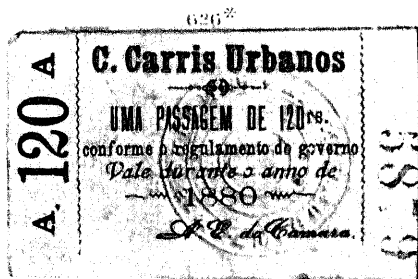 626*
A. 120 A
C. Carris Urbanos
UMA PASSAGEM DE 120rs.
conforme o regulamento do governo
Vale durante o anno de
1880
da Camara.